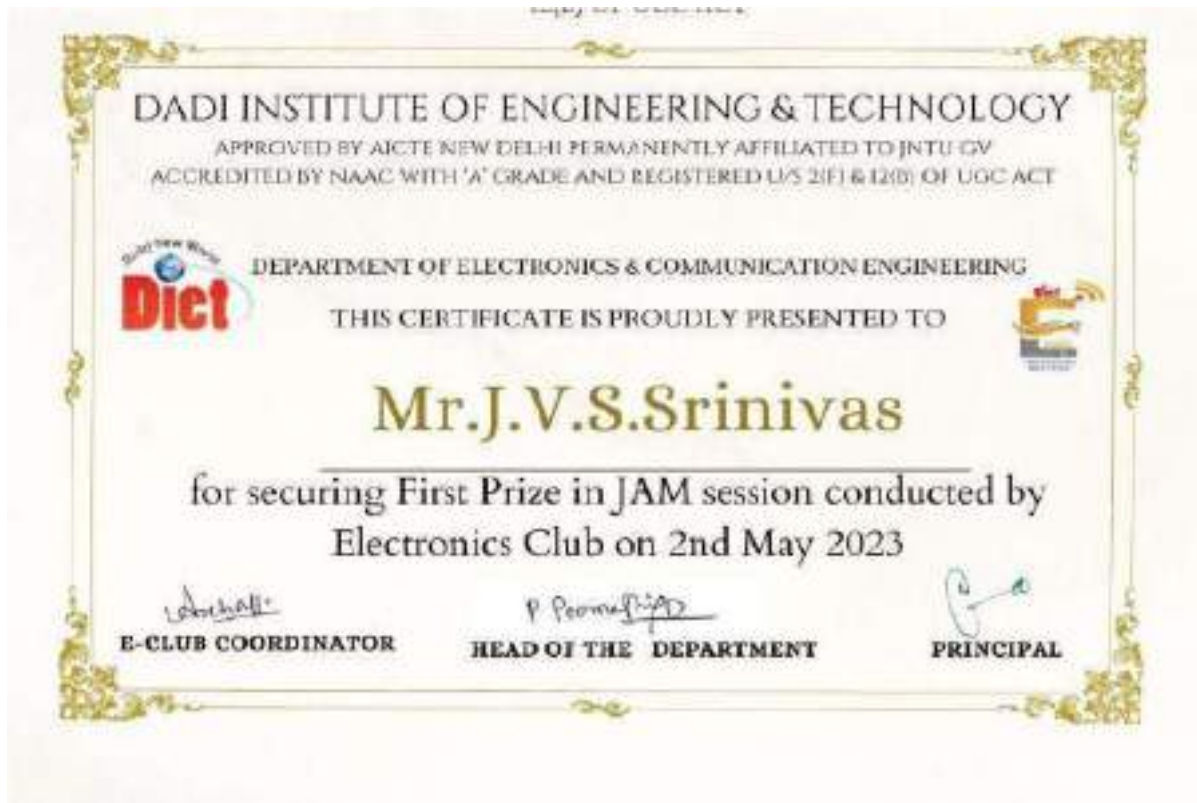 DADI INSTITUTE OF ENGINEERING & TECHNOLOGY
APPROVED BY AICTE NEW DELHI PERMANENTLY AFFILIATED TO JNTU GV
ACCREDITED BY NAAC WITH 'A' GRADE AND REGISTERED U/S 2(F) & 12(B) OF UGC ACT
Build new World
Diet
DEPARTMENT OF ELECTRONICS & COMMUNICATION ENGINEERING
THIS CERTIFICATE IS PROUDLY PRESENTED TO
Mr.J.V.S.Srinivas
for securing First Prize in JAM session conducted by
Electronics Club on 2nd May 2023
E-CLUB COORDINATOR
HEAD OF THE DEPARTMENT
PRINCIPAL